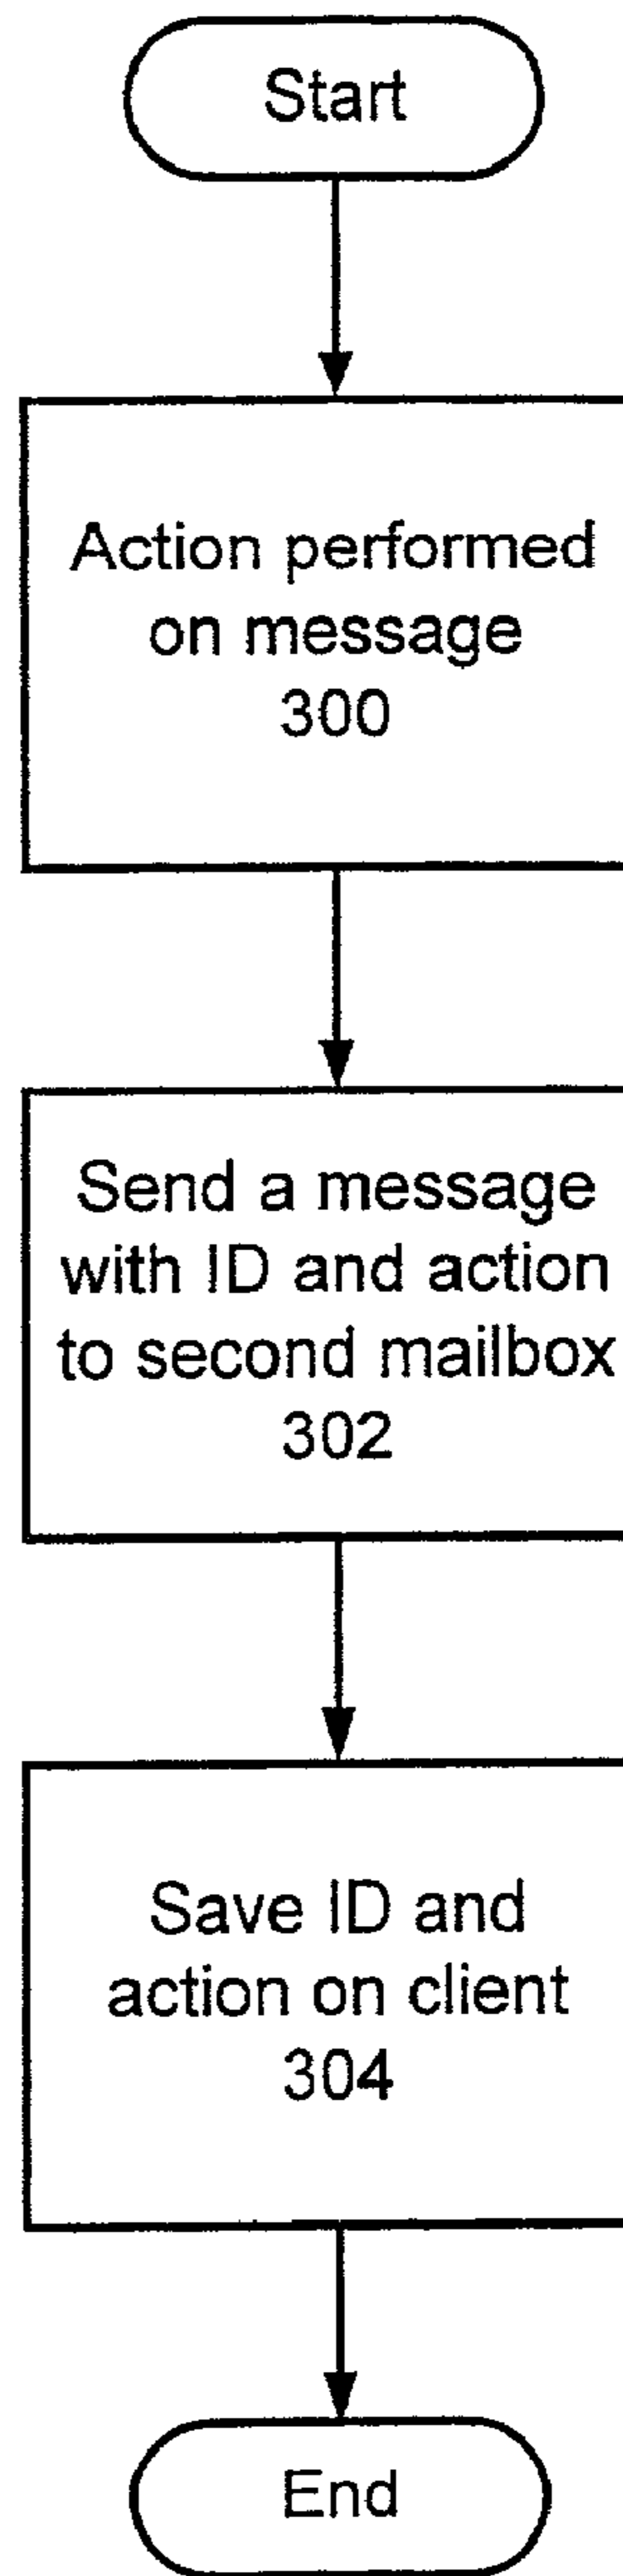 Start
Action performed
on message
300
Send a message
with ID and action
to second mailbox
302
Save ID and
action on client
304
End